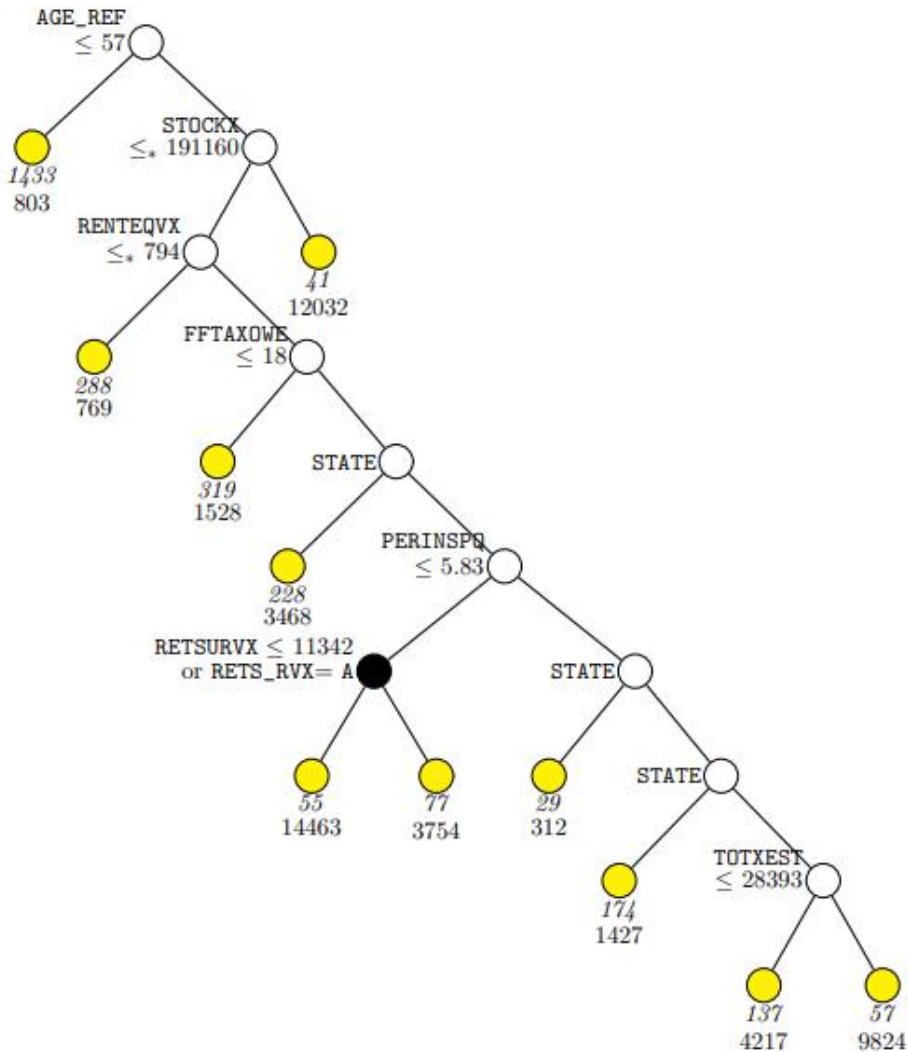 AGE_REF
≤ 57
STOCKX
≤* 191160
1433
803
RENTEQVX
≤* 794
41
12032
FFTAXOWE
≤ 18
288
769
STATE
319
1528
PERINSPQ
≤ 5.83
228
3468
RETSURVX ≤ 11342
or RETS_RVX= A
STATE
55
14463
77
3754
29
312
STATE
TOTXEST
≤ 28393
174
1427
137
4217
57
9824